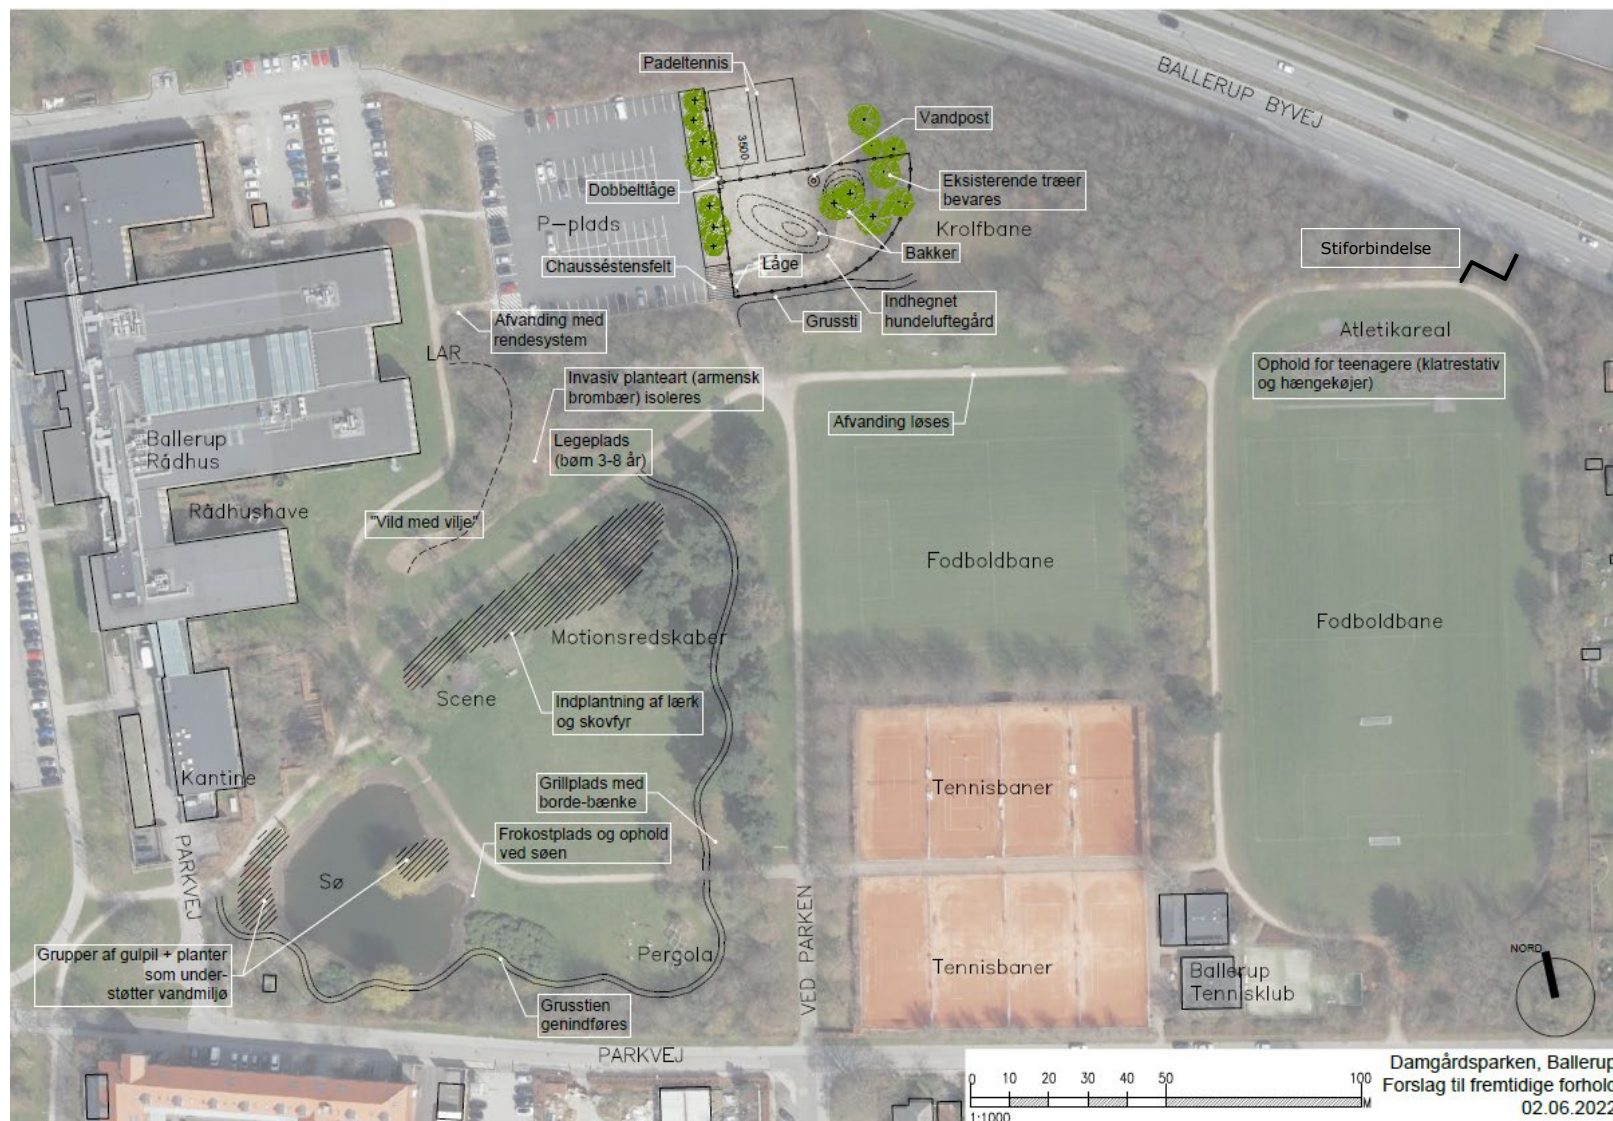 BALLERUP BYVEJ
Padeltennis
Vandpost
3500
Dobbeltlåge
Eksisterende træer
bevares
P-plads
Krolfbane
Stiforbindelse
Bakker
Chausséstensfelt
Låge
Indhegnet
hundeluftegård
Grussti
Afvanding med
rendesystem
Atletikareal
LAR
Ophold for teenagere (klatrestativ
og hængekøjer)
Invasiv planteart (armensk
brombær) isoleres
Afvanding løses
Ballerup
Rådhus
Legeplads
(børn 3-8 år)
Rådhushave
"Vild med vilje"
Fodboldbane
Fodboldbane
Motionsredskaber
Scene
Indplantning af lærk
og skovfyr
Kantine
Grillplads med
borde-bænke
Tennisbaner
Frokostplads og ophold
ved søen
PARKVEJ
Sø
VED PARKEN
Grupper af gulpil + planter
som under-
støtter vandmiljø
Pergola
Tennisbaner
Ballerup
Tennisklub
NORD
Grusstien
genindføres
PARKVEJ
0 10 20 30 40 50 100
M
1:1000
Damgårdsparken, Ballerup
Forslag til fremtidige forhold
02.06.2022